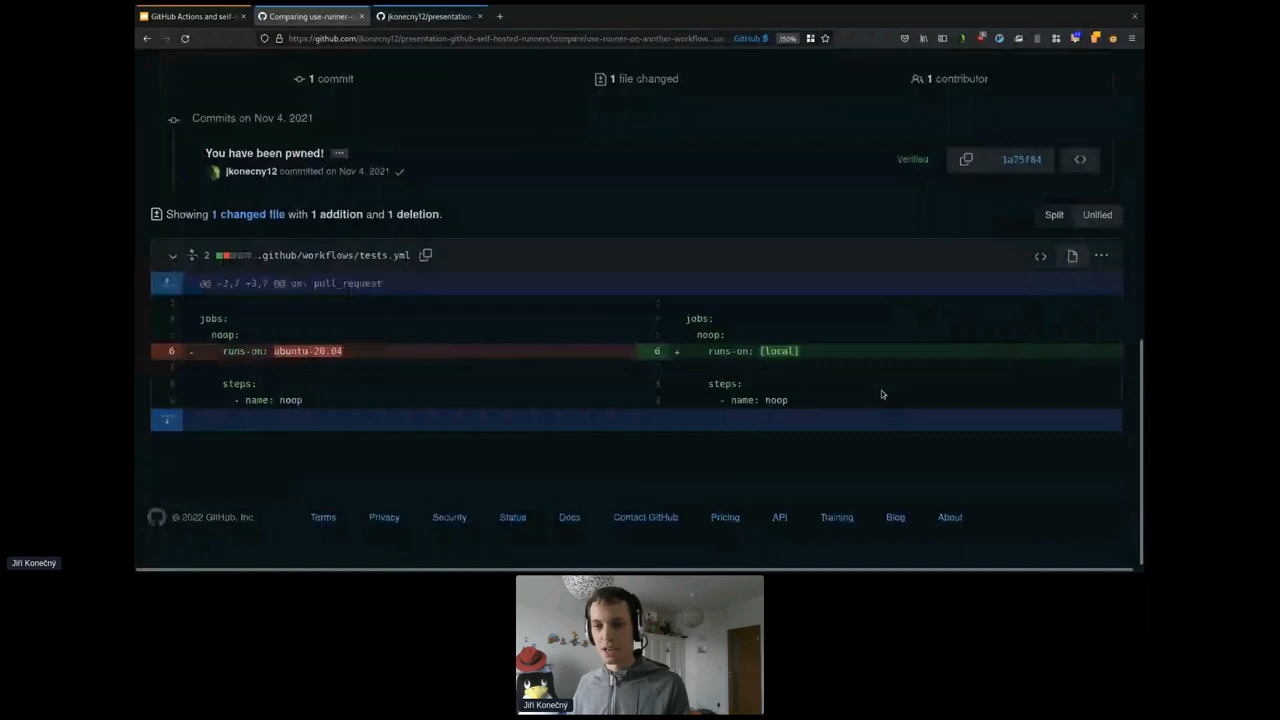 GitHub Actions and self-
Comparing use-runner-
jkonecny12/presentation-
https://github.com/jkonecny12/presentation-github-self-hosted-runners/compare/use-runner-on-another-workflow...
GitHub
150%
1 commit
1 file changed
1 contributor
Commits on Nov 4, 2021
You have been pwned!
jkonecny12 committed on Nov 4, 2021
Verified
1a75f84
Showing 1 changed file with 1 addition and 1 deletion.
Split
Unified
2
.github/workflows/tests.yml
@@ -3,7 +3,7 @@ on: pull_request
jobs:
noop:
6 - runs-on: ubuntu-20.04
steps:
- name: noop
jobs:
noop:
6 + runs-on: [local]
steps:
- name: noop
© 2022 GitHub, Inc.
Terms
Privacy
Security
Status
Docs
Contact GitHub
Pricing
API
Training
Blog
About
Jiří Konečný
Jiří Konečný